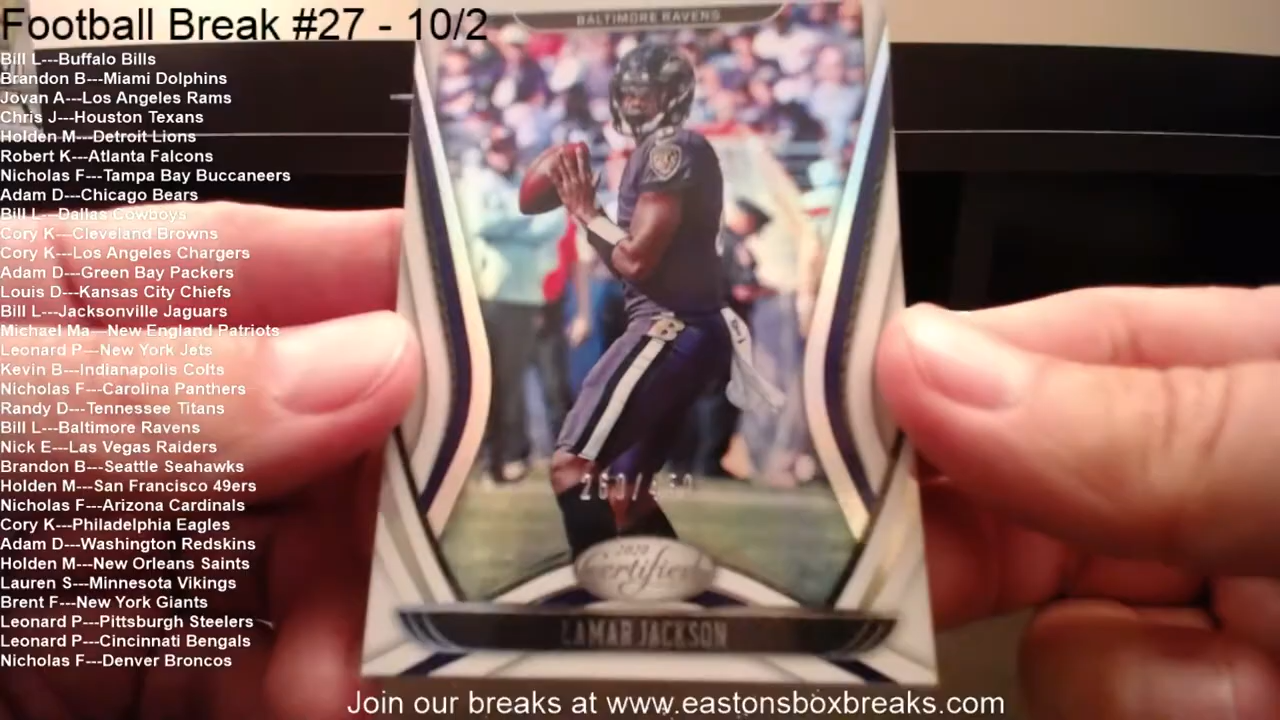 Football Break #27 - 10/2
Bill L---Buffalo Bills
Brandon B---Miami Dolphins
Jovan A---Los Angeles Rams
Chris J---Houston Texans
Holden M---Detroit Lions
Robert K---Atlanta Falcons
Nicholas F---Tampa Bay Buccaneers
Adam D---Chicago Bears
Bill L---Dallas Cowboys
Cory K---Cleveland Browns
Cory K---Los Angeles Chargers
Adam D---Green Bay Packers
Louis D---Kansas City Chiefs
Bill L---Jacksonville Jaguars
Michael Ma---New England Patriots
Leonard P---New York Jets
Kevin B---Indianapolis Colts
Nicholas F---Carolina Panthers
Randy D---Tennessee Titans
Bill L---Baltimore Ravens
Nick E---Las Vegas Raiders
Brandon B---Seattle Seahawks
Holden M---San Francisco 49ers
Nicholas F---Arizona Cardinals
Cory K---Philadelphia Eagles
Adam D---Washington Redskins
Holden M---New Orleans Saints
Lauren S---Minnesota Vikings
Brent F---New York Giants
Leonard P---Pittsburgh Steelers
Leonard P---Cincinnati Bengals
Nicholas F---Denver Broncos
BALTIMORE RAVENS
2020
Certified
LAMAR JACKSON
Join our breaks at www.eastonsboxbreaks.com